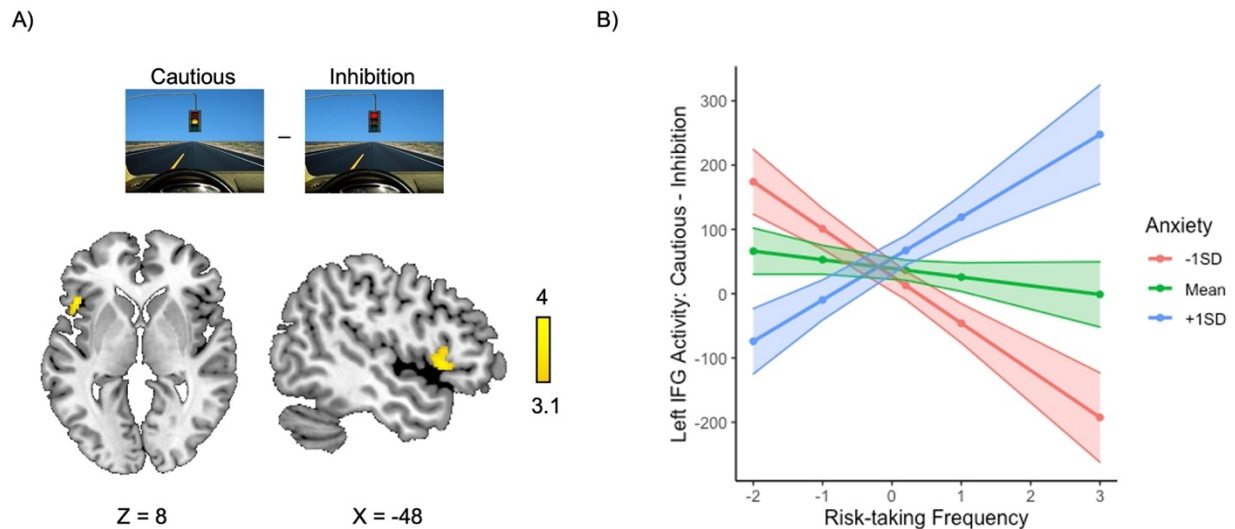 A)
Cautious
Inhibition
–
4
3.1
Z = 8
X = -48
B)
Left IFG Activity: Cautious - Inhibition
300
200
100
0
-100
-200
-2
-1
0
1
2
3
Risk-taking Frequency
Anxiety
-1SD
Mean
+1SD